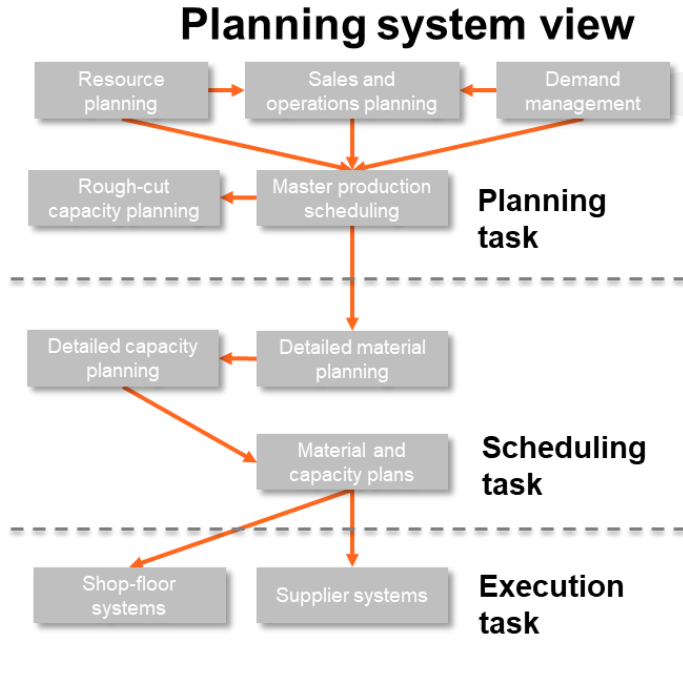 Planning system view
Resource
planning
Sales and
operations planning
Demand
management
Rough-cut
capacity planning
Master production
scheduling
Planning
task
Detailed capacity
planning
Detailed material
planning
Material and
capacity plans
Scheduling
task
Shop-floor
systems
Supplier systems
Execution
task